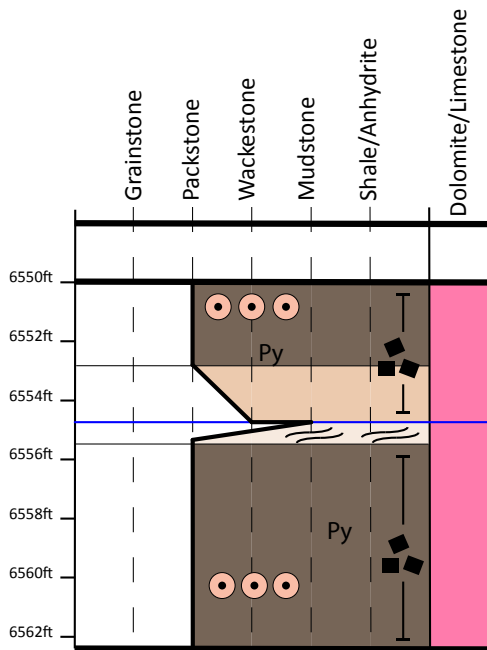 Grainstone
Packstone
Wackestone
Mudstone
Shale/Anhydrite
Dolomite/Limestone
6550ft
6552ft
Py
6554ft
6556ft
6558ft
Py
6560ft
6562ft